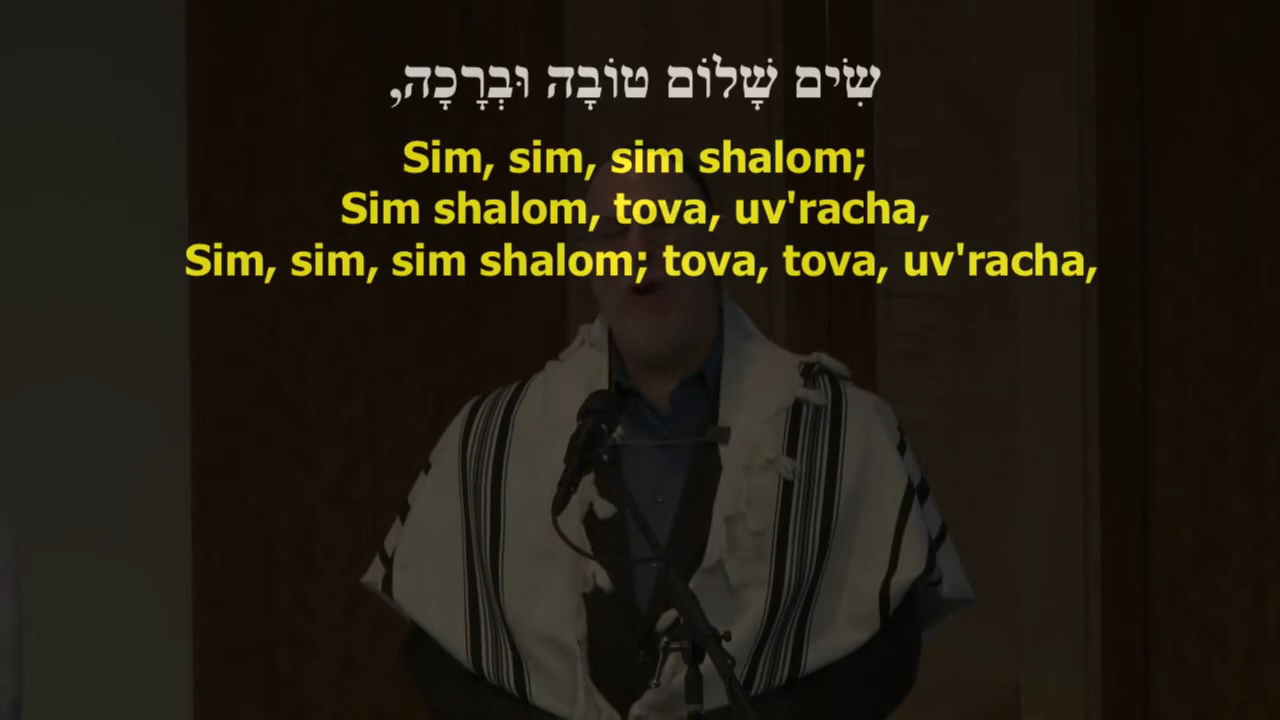 שִׂים שָׁלוֹם טוֹבָה וּבְרָכָה,
Sim, sim, sim shalom;
Sim shalom, tova, uv'racha,
Sim, sim, sim shalom; tova, tova, uv'racha,